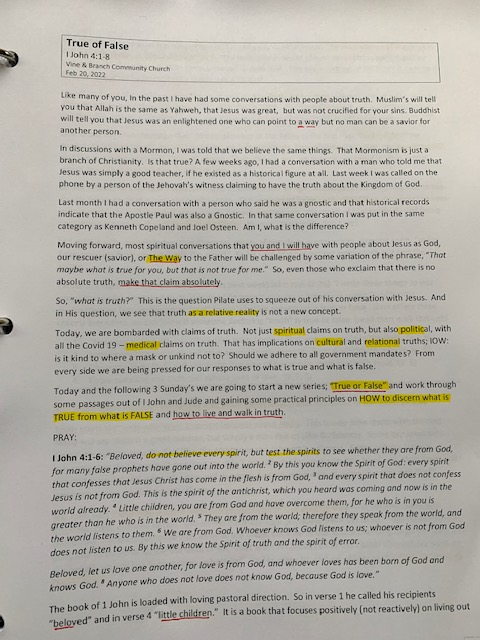 True of False
I John 4:1-8
Vine & Branch Community Church
Feb 20, 2022
Like many of you, In the past I have had some conversations with people about truth. Muslim's will tell
you that Allah is the same as Yahweh, that Jesus was great, but was not crucified for your sins. Buddhist
will tell you that Jesus was an enlightened one who can point to a way but no man can be a savior for
another person.
In discussions with a Mormon, I was told that we believe the same things. That Mormonism is just a
branch of Christianity. Is that true? A few weeks ago, I had a conversation with a man who told me that
Jesus was simply a good teacher, if he existed as a historical figure at all. Last week I was called on the
phone by a person of the Jehovah's witness claiming to have the truth about the Kingdom of God.
Last month I had a conversation with a person who said he was a gnostic and that historical records
indicate that the Apostle Paul was also a Gnostic. In that same conversation I was put in the same
category as Kenneth Copeland and Joel Osteen. Am I, what is the difference?
Moving forward, most spiritual conversations that you and I will have with people about Jesus as God,
our rescuer (savior), or The Way to the Father will be challenged by some variation of the phrase, "That
maybe what is true for you, but that is not true for me." So, even those who exclaim that there is no
absolute truth, make that claim absolutely.
So, "what is truth?" This is the question Pilate uses to squeeze out of his conversation with Jesus. And
in His question, we see that truth as a relative reality is not a new concept.
Today, we are bombarded with claims of truth. Not just spiritual claims on truth, but also political, with
all the Covid 19 – medical claims on truth. That has implications on cultural and relational truths; IOW:
is it kind to where a mask or unkind not to? Should we adhere to all government mandates? From
every side we are being pressed for our responses to what is true and what is false.
Today and the following 3 Sunday's we are going to start a new series; "True or False" and work through
some passages out of I John and Jude and gaining some practical principles on HOW to discern what is
TRUE from what is FALSE and how to live and walk in truth.
PRAY:
I John 4:1-6: "Beloved, do not believe every spirit, but test the spirits to see whether they are from God,
for many false prophets have gone out into the world. 2 By this you know the Spirit of God: every spirit
that confesses that Jesus Christ has come in the flesh is from God, 3 and every spirit that does not confess
Jesus is not from God. This is the spirit of the antichrist, which you heard was coming and now is in the
world already. 4 Little children, you are from God and have overcome them, for he who is in you is
greater than he who is in the world. 5 They are from the world; therefore they speak from the world, and
the world listens to them. 6 We are from God. Whoever knows God listens to us; whoever is not from God
does not listen to us. By this we know the Spirit of truth and the spirit of error.
Beloved, let us love one another, for love is from God, and whoever loves has been born of God and
knows God. 8 Anyone who does not love does not know God, because God is love."
The book of 1 John is loaded with loving pastoral direction. So in verse 1 he called his recipients
"beloved" and in verse 4 "little children." It is a book that focuses positively (not reactively) on living out